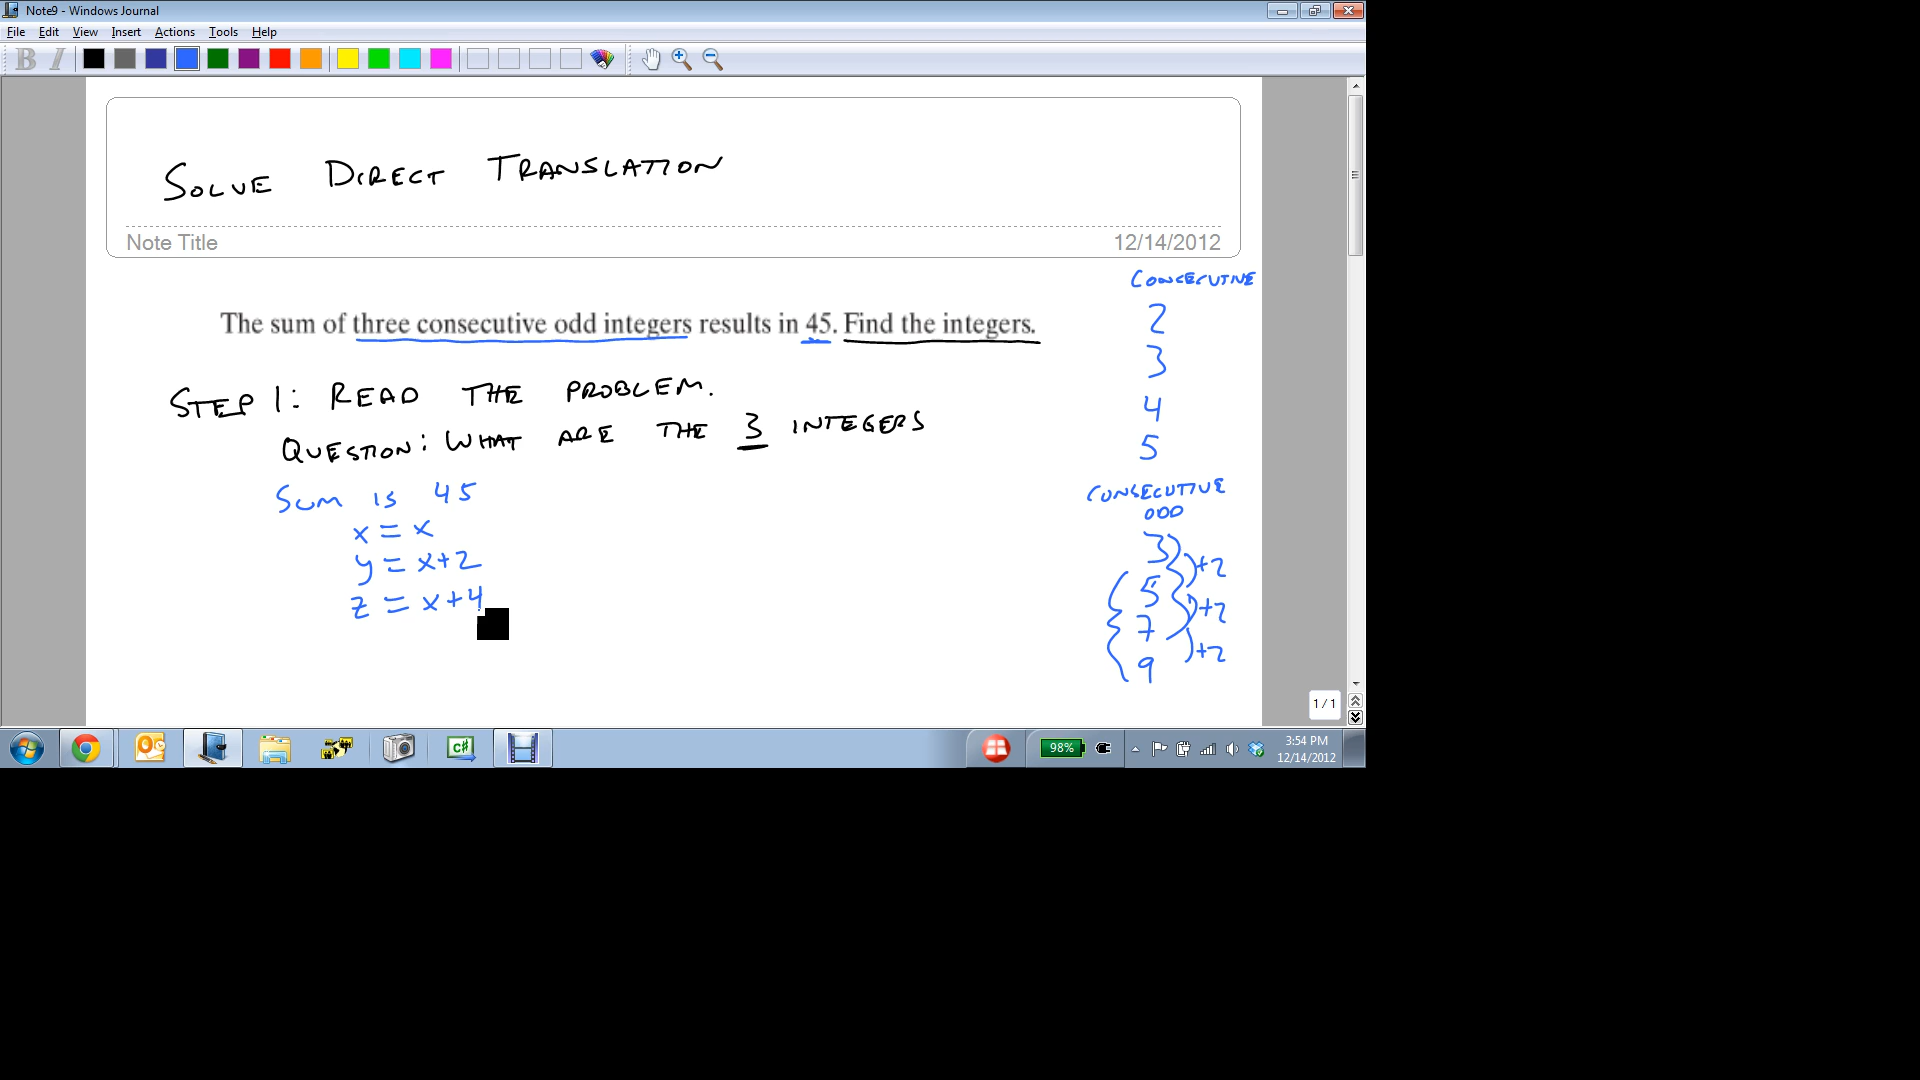 Note9 - Windows Journal
File Edit View Insert Actions Tools Help
B I
SOLVE DIRECT TRANSLATION
Note Title 12/14/2012
The sum of three consecutive odd integers results in 45. Find the integers.
STEP 1: READ THE PROBLEM.
QUESTION: WHAT ARE THE 3 INTEGERS
SUM IS 45
x = x
y = x+2
z = x+4
CONSECUTIVE
2
3
4
5
CONSECUTIVE
ODD
3
+2
5
+2
7
+2
9
1 / 1
C#
98%
3:54 PM
12/14/2012